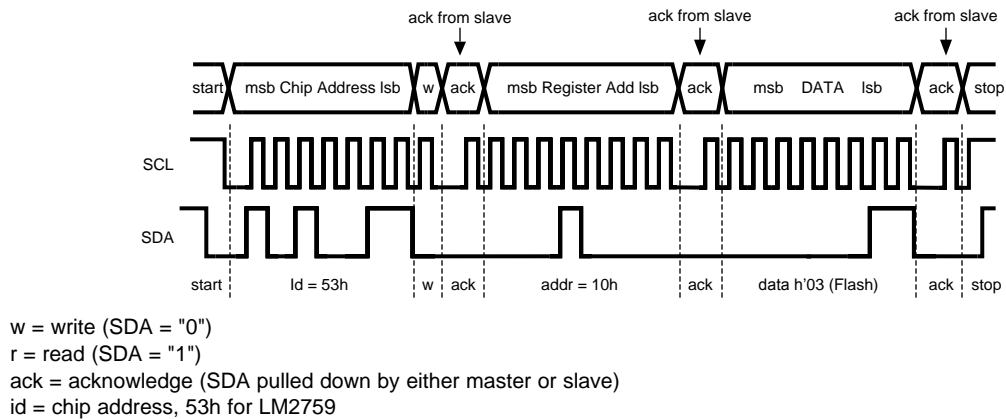 ack from slave ack from slave ack from slave
start msb Chip Address lsb w ack msb Register Add lsb ack msb DATA lsb ack stop
SCL
SDA
start Id = 53h w ack addr = 10h ack data h'03 (Flash) ack stop
w = write (SDA = "0")
r = read (SDA = "1")
ack = acknowledge (SDA pulled down by either master or slave)
id = chip address, 53h for LM2759